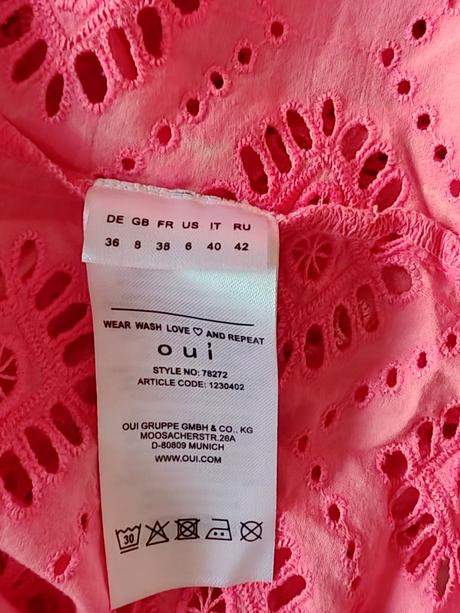 DE GB FR US IT RU
36 8 38 6 40 42
WEAR WASH LOVE ♡ AND REPEAT
oui
STYLE NO: 78272
ARTICLE CODE: 1230402
OUI GRUPPE GMBH & CO.. KG
MOOSACHERSTR.26A
D-80809 MUNICH
WWW.OUI.COM
30